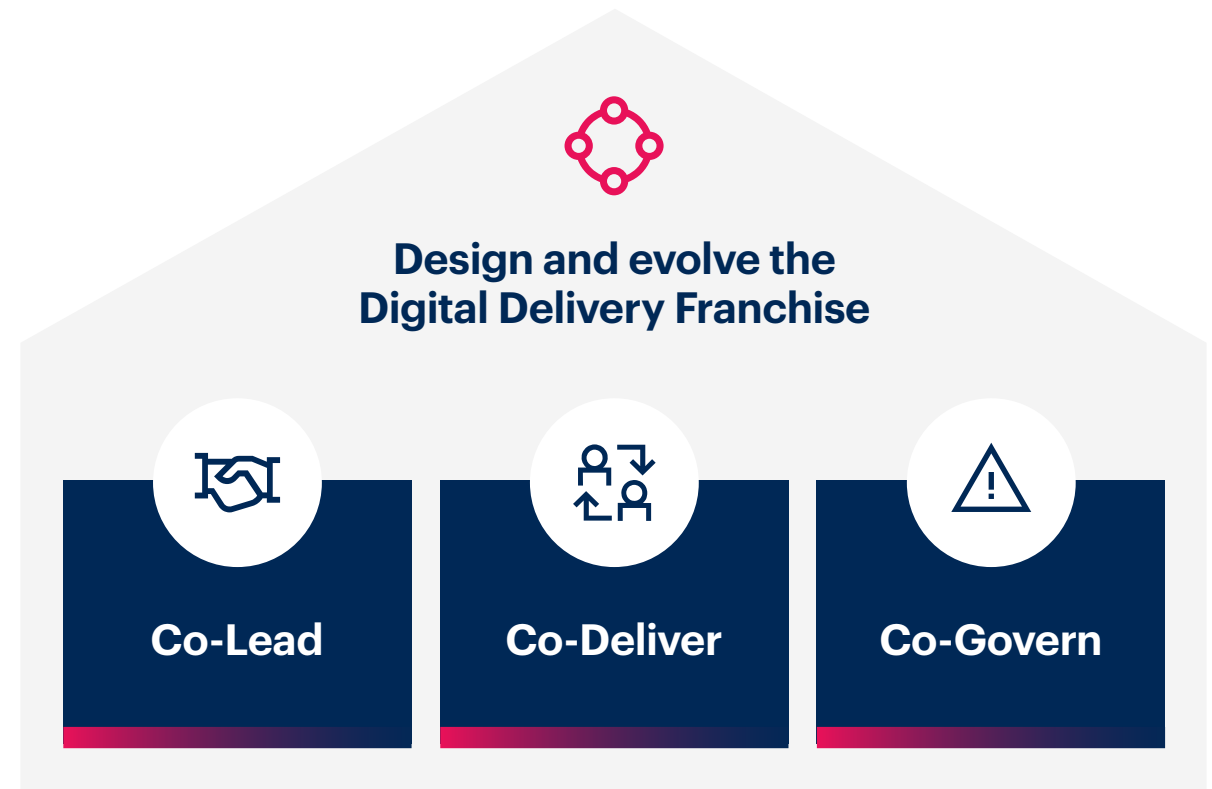 Design and evolve the
Digital Delivery Franchise
Co-Lead
Co-Deliver
Co-Govern